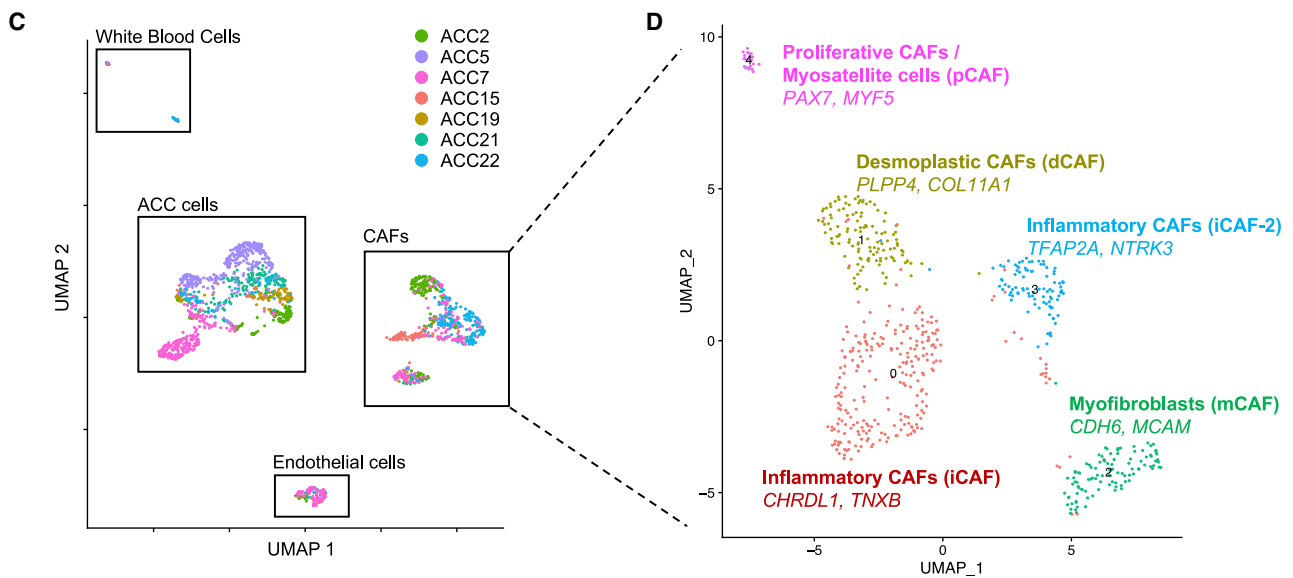 C
White Blood Cells
ACC2
ACC5
ACC7
ACC15
ACC19
ACC21
ACC22
ACC cells
CAFs
Endothelial cells
UMAP 2
UMAP 1
D
10
5
0
−5
−5
0
5
UMAP_2
UMAP_1
4
Proliferative CAFs /
Myosatellite cells (pCAF)
PAX7, MYF5
Desmoplastic CAFs (dCAF)
PLPP4, COL11A1
1
Inflammatory CAFs (iCAF-2)
TFAP2A, NTRK3
3
0
Myofibroblasts (mCAF)
CDH6, MCAM
2
Inflammatory CAFs (iCAF)
CHRDL1, TNXB